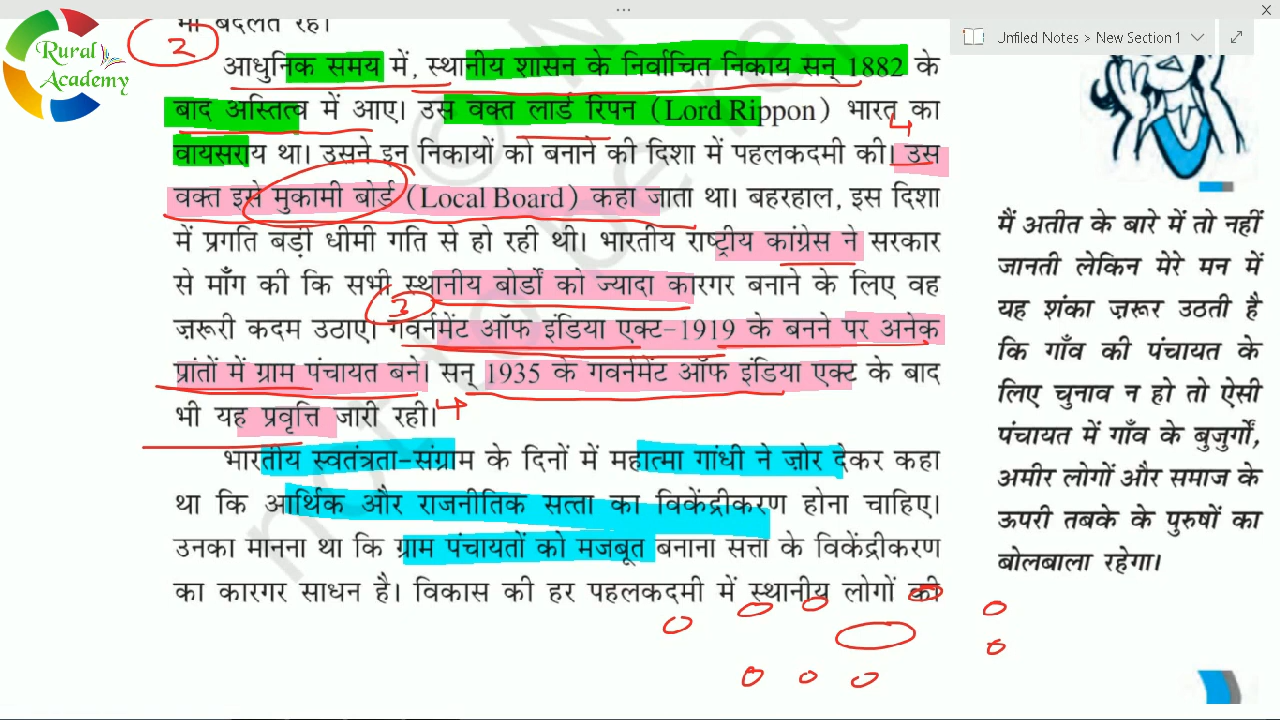 Rural
Academy
2
भी बदलते रहे।
आधुनिक समय में, स्थानीय शासन के निर्वाचित निकाय सन् 1882 के
बाद अस्तित्व में आए। उस वक्त लार्ड रिपन (Lord Rippon) भारत का
वायसराय था। उसने इन निकायों को बनाने की दिशा में पहलकदमी की। उस
वक्त इसे मुकामी बोर्ड (Local Board) कहा जाता था। बहरहाल, इस दिशा
में प्रगति बड़ी धीमी गति से हो रही थी। भारतीय राष्ट्रीय कांग्रेस ने सरकार
से माँग की कि सभी स्थानीय बोर्डों को ज्यादा कारगर बनाने के लिए वह
3
ज़रूरी कदम उठाए। गवर्नमेंट ऑफ इंडिया एक्ट-1919 के बनने पर अनेक
प्रांतों में ग्राम पंचायत बने। सन् 1935 के गवर्नमेंट ऑफ इंडिया एक्ट के बाद
भी यह प्रवृत्ति जारी रही।
भारतीय स्वतंत्रता-संग्राम के दिनों में महात्मा गांधी ने ज़ोर देकर कहा
था कि आर्थिक और राजनीतिक सत्ता का विकेंद्रीकरण होना चाहिए।
उनका मानना था कि ग्राम पंचायतों को मजबूत बनाना सत्ता के विकेंद्रीकरण
का कारगर साधन है। विकास की हर पहलकदमी में स्थानीय लोगों की
Jnfiled Notes > New Section 1
मैं अतीत के बारे में तो नहीं
जानती लेकिन मेरे मन में
यह शंका ज़रूर उठती है
कि गाँव की पंचायत के
लिए चुनाव न हो तो ऐसी
पंचायत में गाँव के बुजुर्गों,
अमीर लोगों और समाज के
ऊपरी तबके के पुरुषों का
बोलबाला रहेगा।